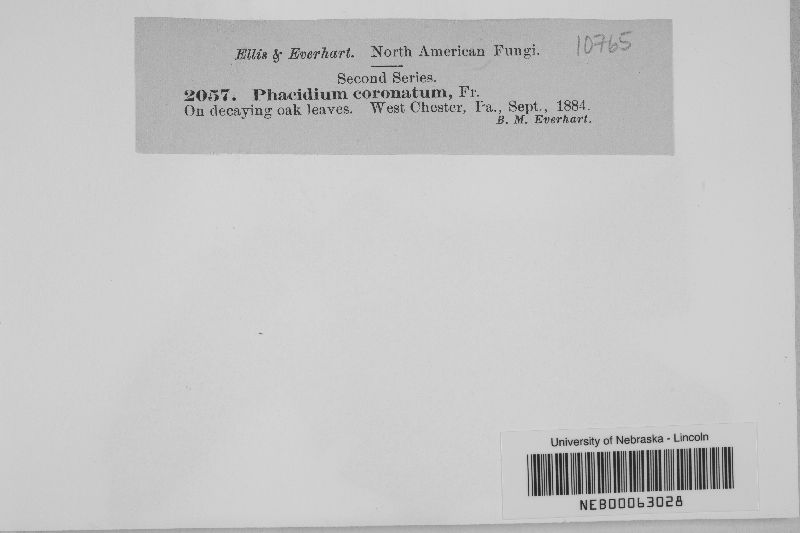 Ellis & Everhart. North American Fungi. 10765
Second Series.
2057. Phacidium coronatum, Fr.
On decaying oak leaves. West Chester, Pa., Sept., 1884.
B. M. Everhart.
University of Nebraska - Lincoln
NEB00063028